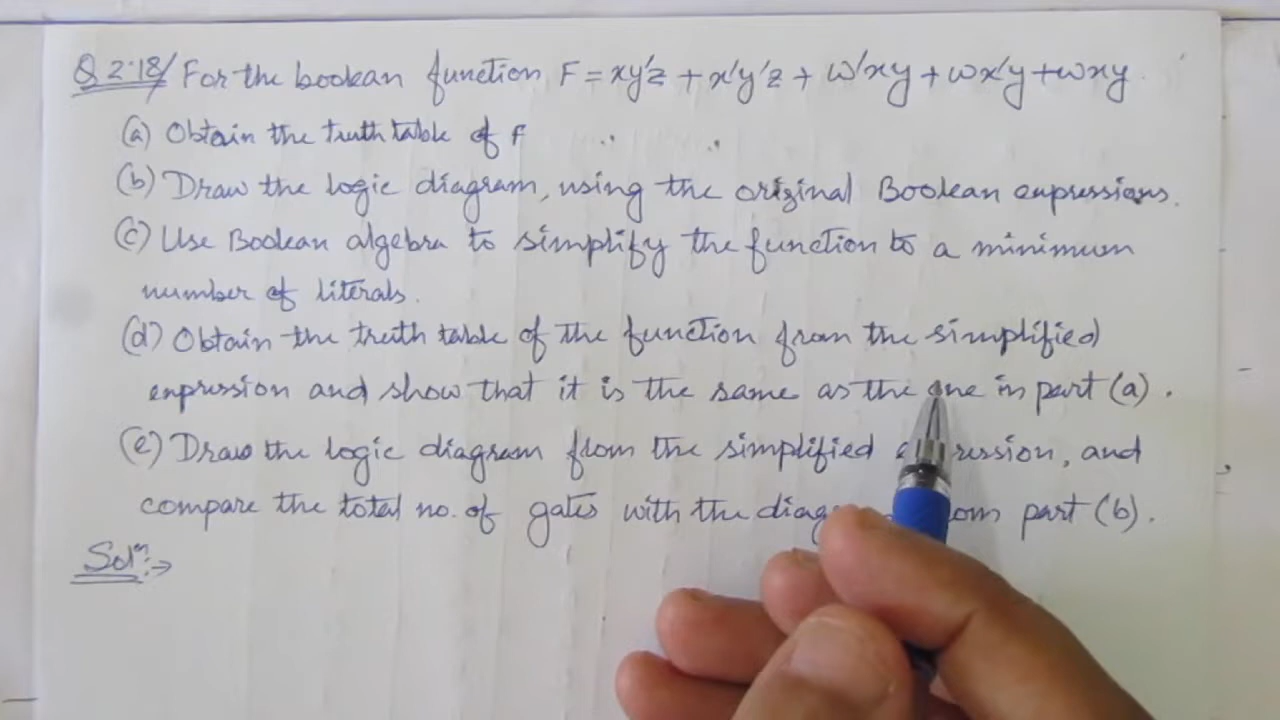 Q 2.18/ For the boolean function F = xy'z + x'y'z + w'xy + wx'y + wxy
(a) Obtain the truth table of F
(b) Draw the logic diagram, using the original Boolean expressions.
(c) Use Boolean algebra to simplify the function to a minimum
number of literals.
(d) Obtain the truth table of the function from the simplified
expression and show that it is the same as the one in part (a).
(e) Draw the logic diagram from the simplified and
compare the total no. of gates with the part (b).
Solⁿ:→